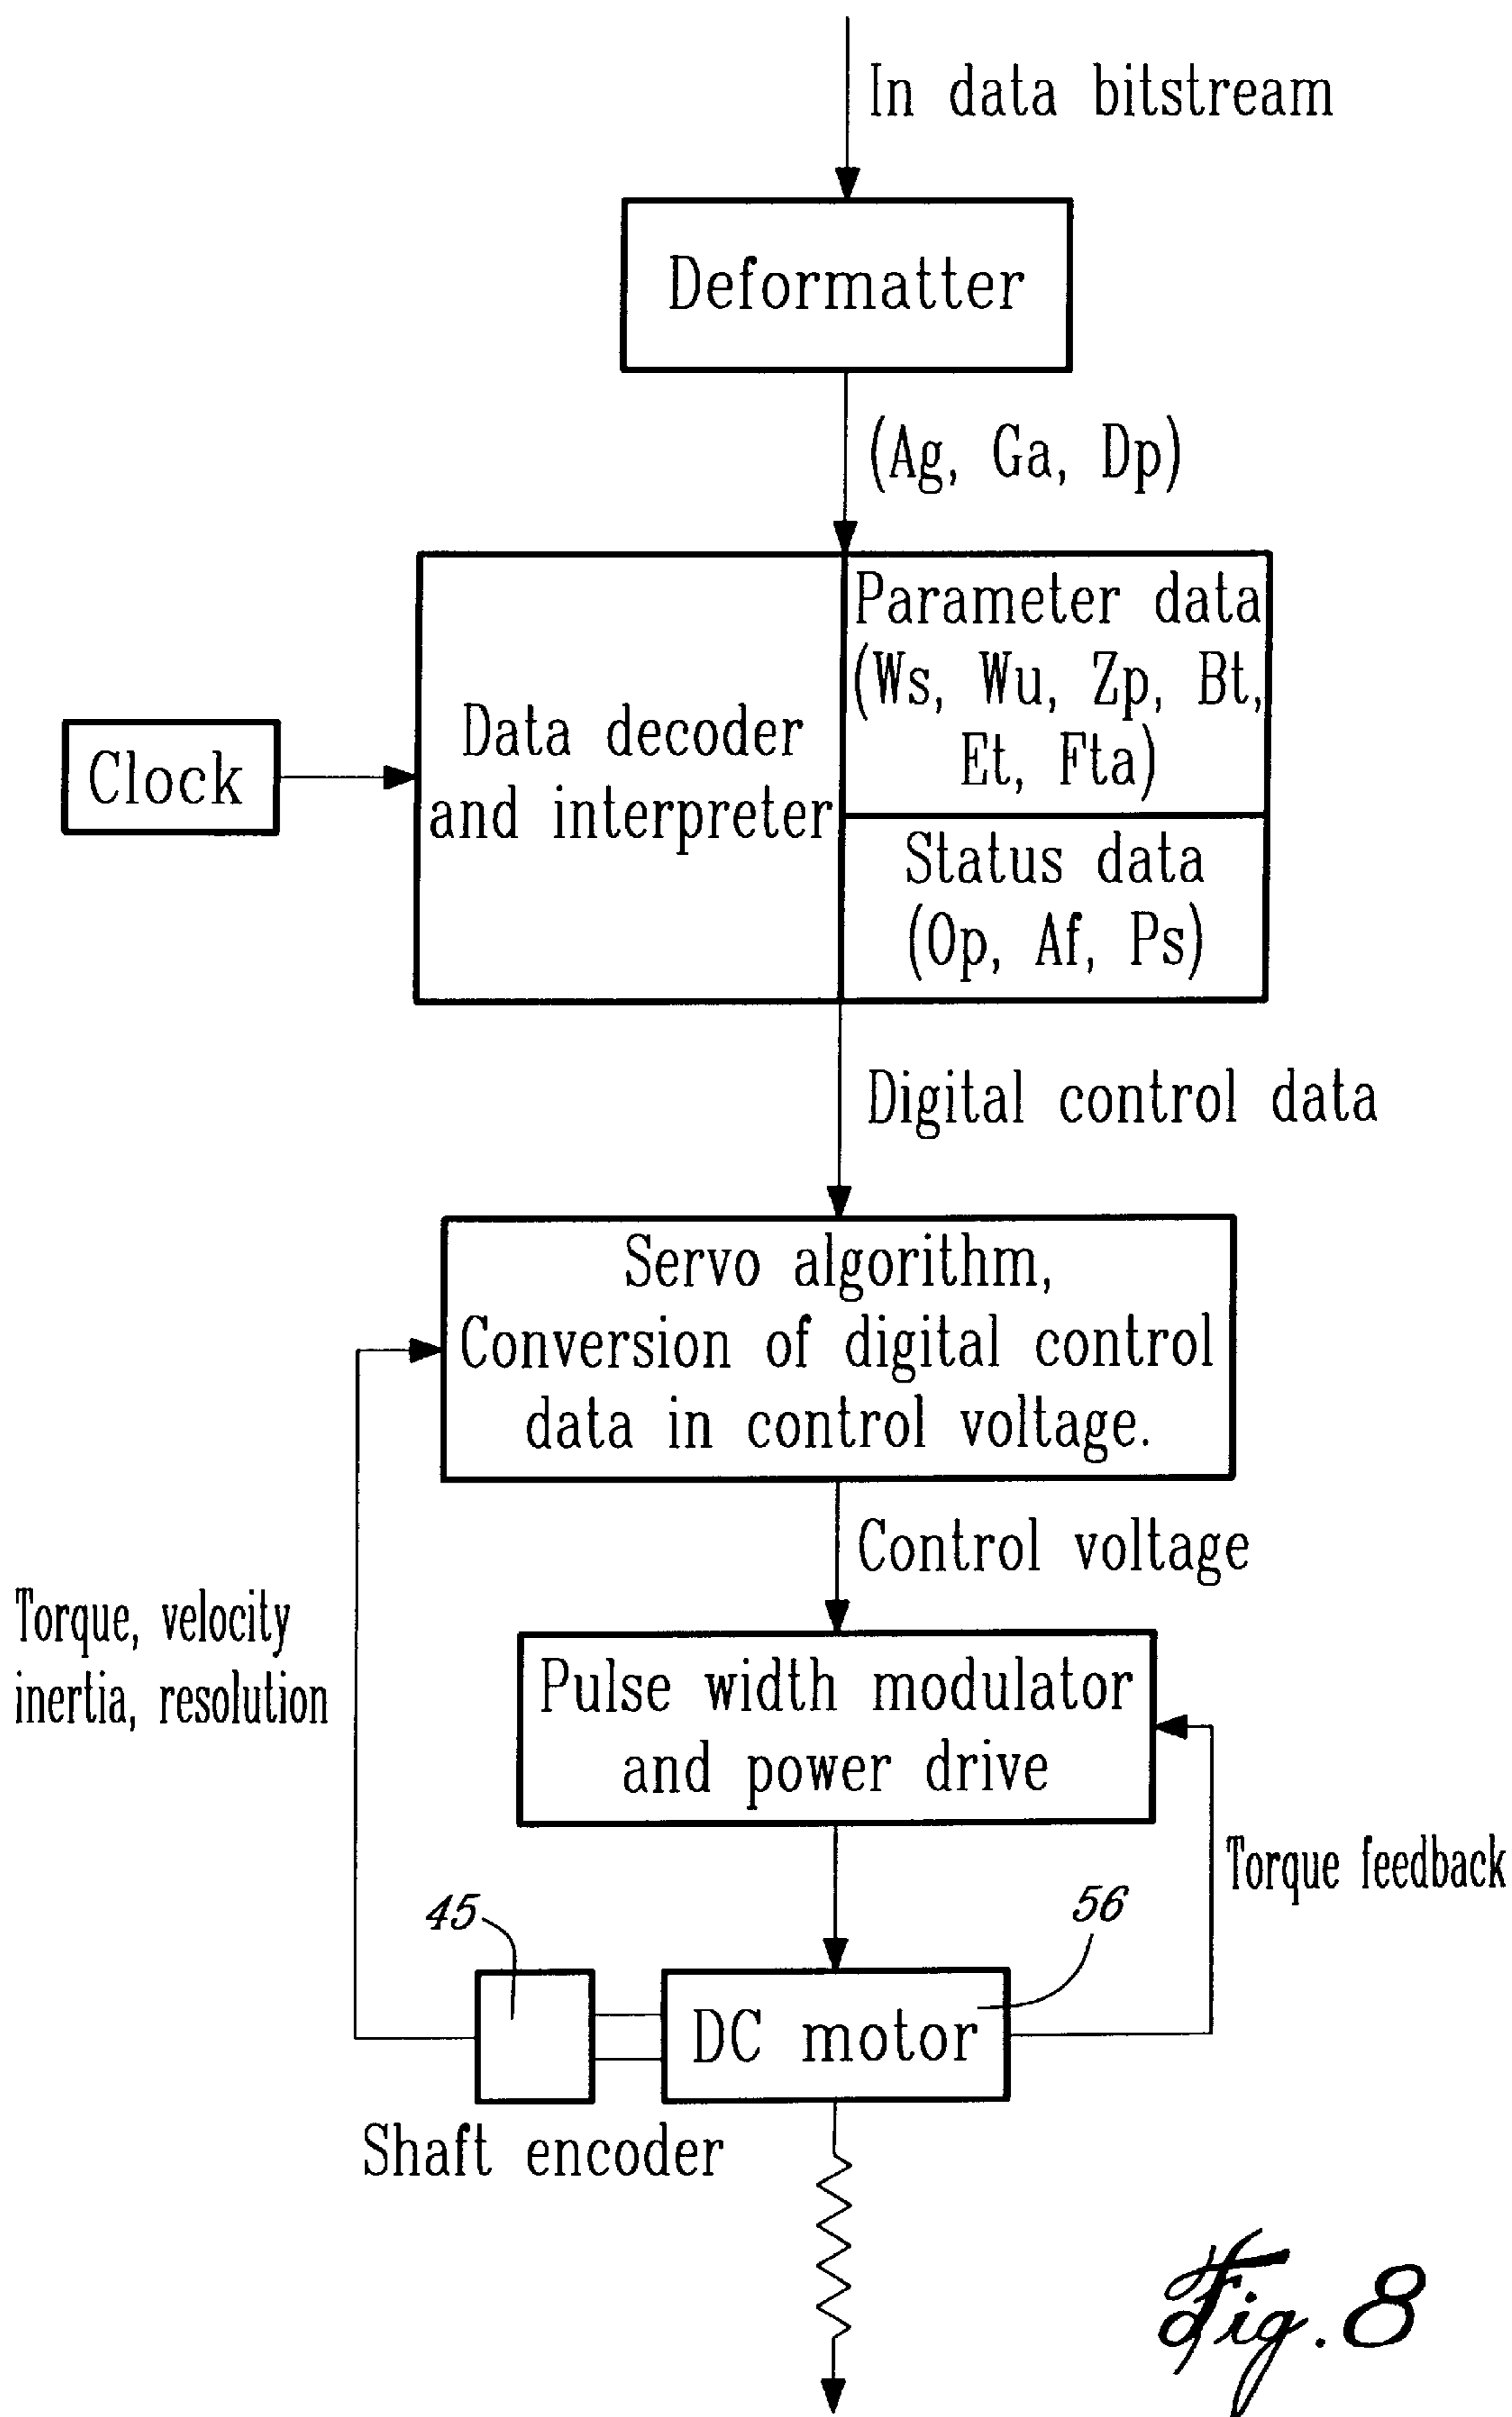 In data bitstream
Deformatter
(Ag, Ga, Dp)
Parameter data
(Ws, Wu, Zp, Bt,
Et, Fta)
Data decoder
and interpreter
Clock
Status data
(Op, Af, Ps)
Digital control data
Servo algorithm,
Conversion of digital control
data in control voltage.
Control voltage
Torque, velocity
inertia, resolution
Pulse width modulator
and power drive
Torque feedback
45
56
DC motor
Shaft encoder
Fig. 8